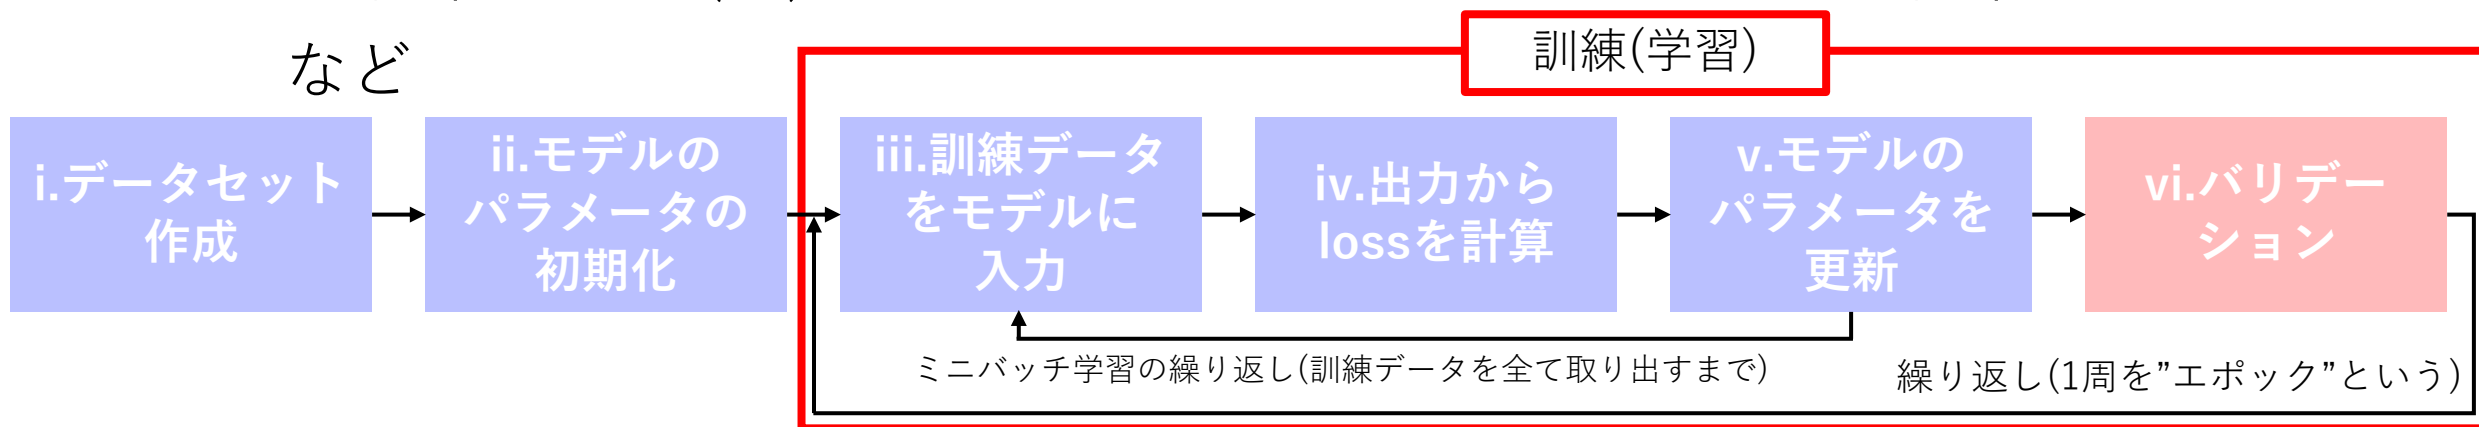 訓練(学習)
など
i.データセット
作成
ii.モデルの
パラメータの
初期化
iii.訓練データ
をモデルに
入力
iv.出力から
lossを計算
v.モデルの
パラメータを
更新
vi.バリデー
ション
ミニバッチ学習の繰り返し(訓練データを全て取り出すまで)
繰り返し(1周を”エポック”という)